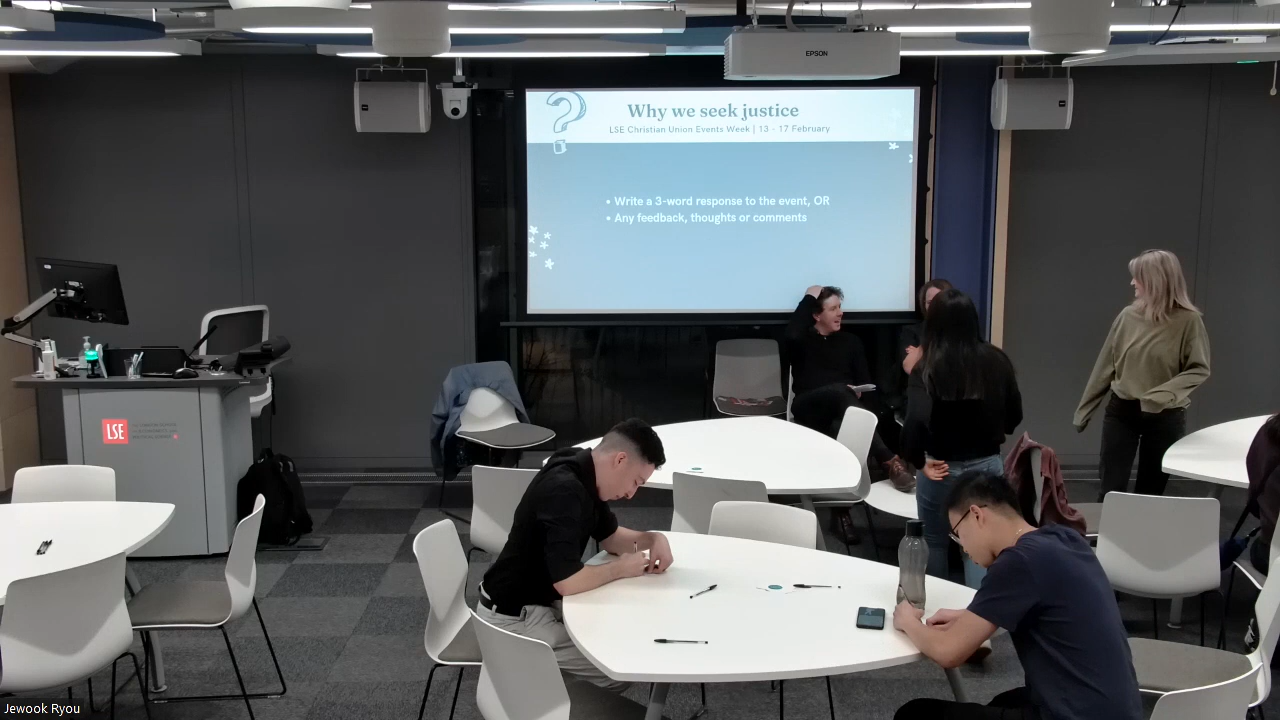 EPSON
?
Why we seek justice
LSE Christian Union Events Week | 13 - 17 February
• Write a 3-word response to the event, OR
• Any feedback, thoughts or comments
LSE
Jewook Ryou